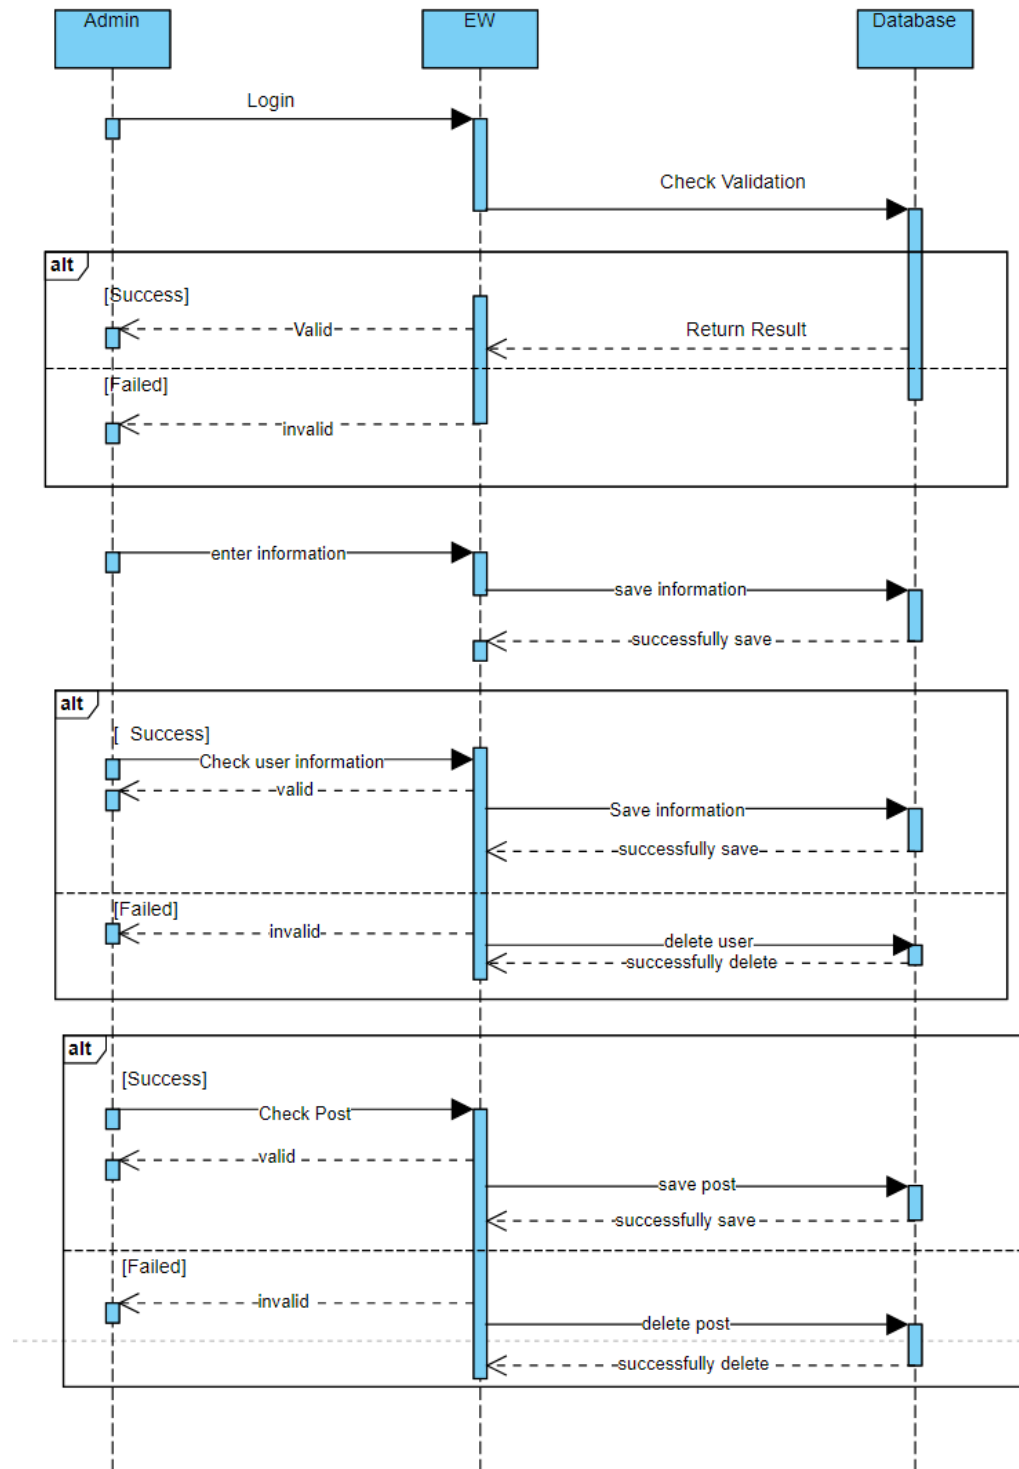 Admin
EW
Database
Login
Check Validation
alt
[Success]
Valid
Return Result
[Failed]
invalid
enter information
save information
successfully save
alt
[  Success]
Check user information
valid
Save information
successfully save
[Failed]
invalid
delete user
successfully delete
alt
[Success]
Check Post
valid
save post
successfully save
[Failed]
invalid
delete post
successfully delete